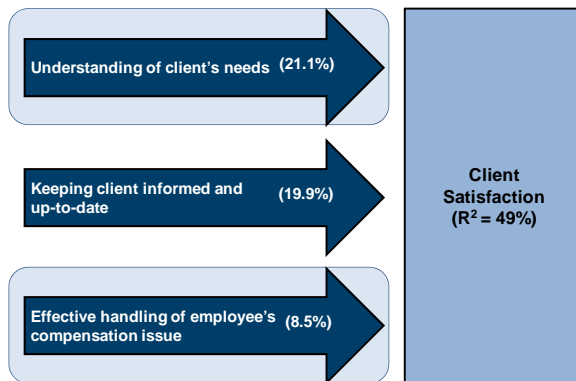 Understanding of client's needs (21.1%)
Keeping client informed and (19.9%)
up-to-date
Effective handling of employee's (8.5%)
compensation issue
Client
Satisfaction
(R² = 49%)